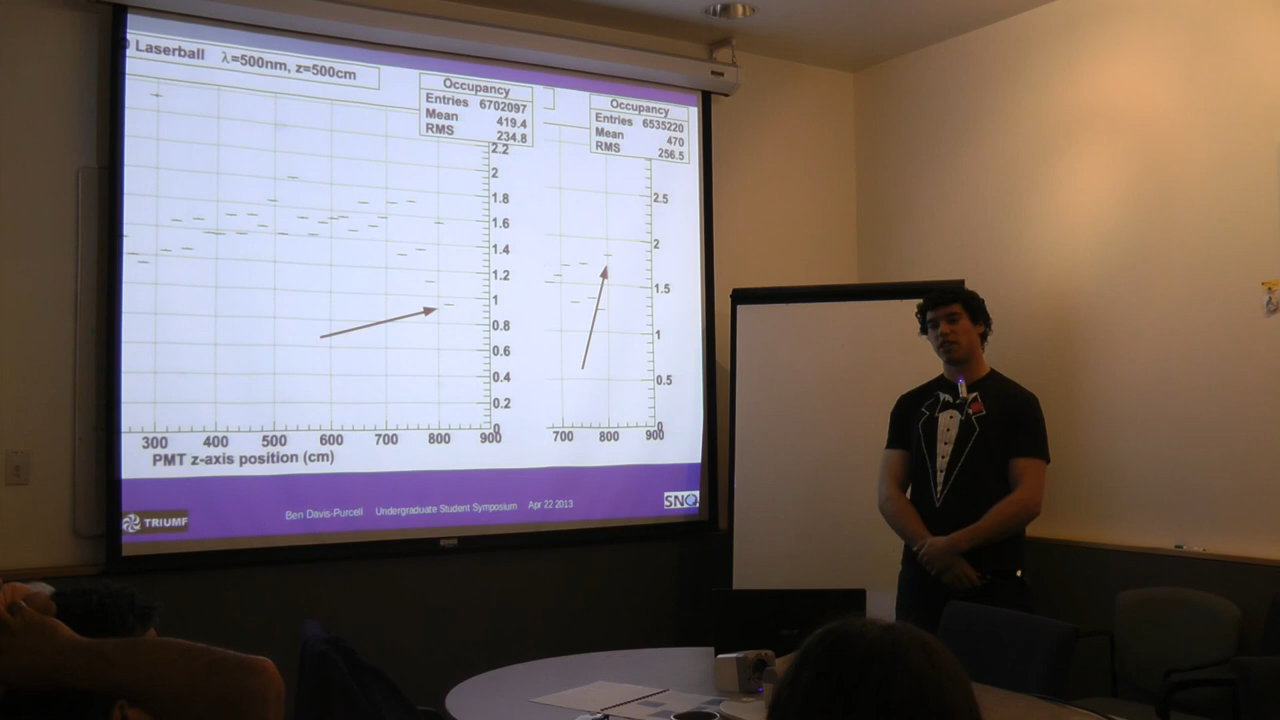 Laserball λ=500nm, z=500cm
Occupancy
Entries 6702097
Mean 419.4
RMS 234.8
Occupancy
Entries 6535220
Mean 470
RMS 256.5
2.2
2
1.8
1.6
1.4
1.2
1
0.8
0.6
0.4
0.2
0
2.5
2
1.5
1
0.5
0
300 400 500 600 700 800 900
700 800 900
PMT z-axis position (cm)
TRIUMF
Ben Davis-Purcell Undergraduate Student Symposium Apr 22 2013
SNO